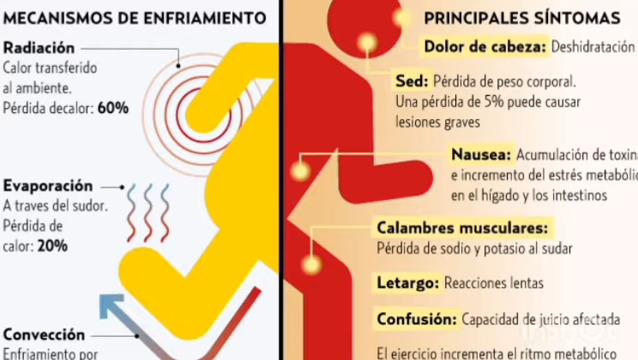 MECANISMOS DE ENFRIAMIENTO
Radiación
Calor transferido
al ambiente.
Pérdida decalor: 60%
Evaporación
A traves del sudor.
Pérdida de
calor: 20%
Convección
Enfriamiento por
PRINCIPALES SÍNTOMAS
Dolor de cabeza: Deshidratación
Sed: Pérdida de peso corporal.
Una pérdida de 5% puede causar
lesiones graves
Nausea: Acumulación de toxina
e incremento del estrés metabólic
en el hígado y los intestinos
Calambres musculares:
Pérdida de sodio y potasio al sudar
Letargo: Reacciones lentas
Confusión: Capacidad de juicio afectada
El ejercicio incrementa el ritmo metabólico